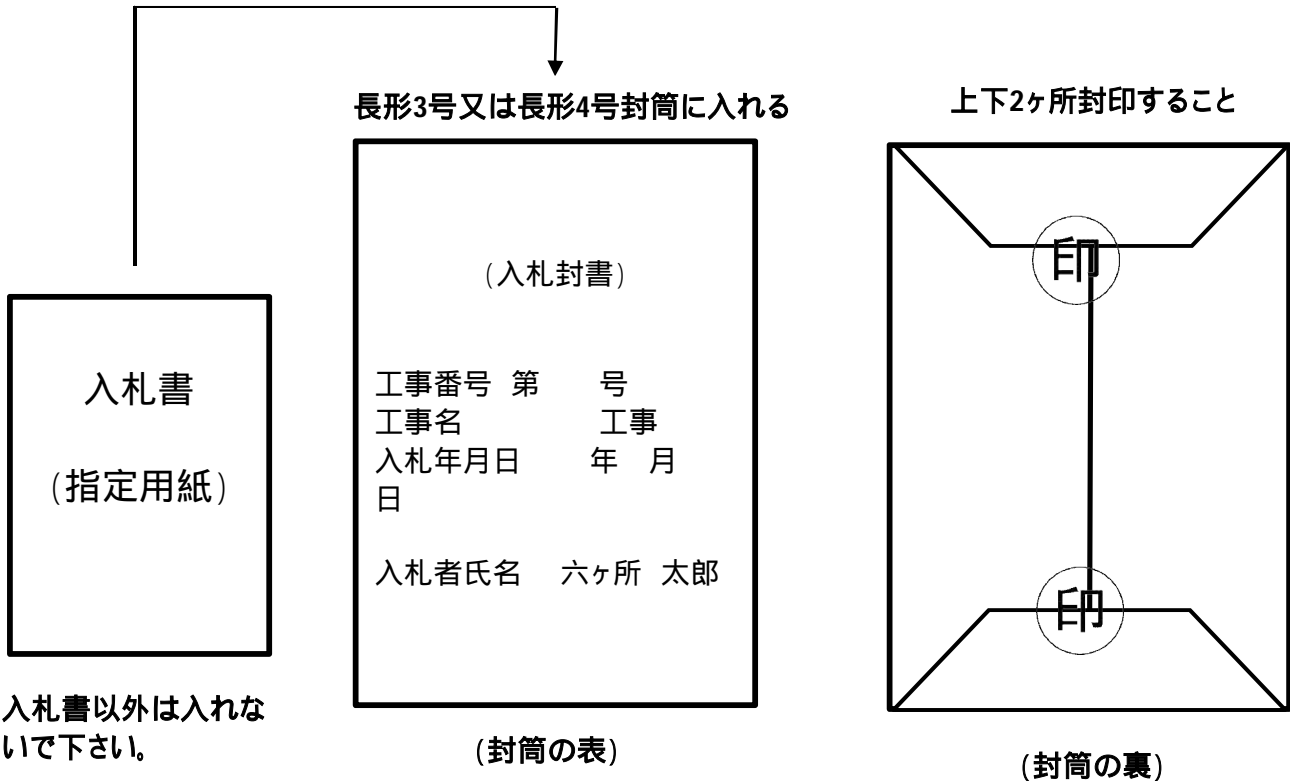 長形3号又は長形4号封筒に入れる
上下2ヶ所封印すること
入札書
(指定用紙)
入札書以外は入れな
いで下さい。
(入札封書)
工事番号 第 号
工事名 工事
入札年月日 年 月
日
入札者氏名 六ヶ所 太郎
(封筒の表)
印
印
(封筒の裏)